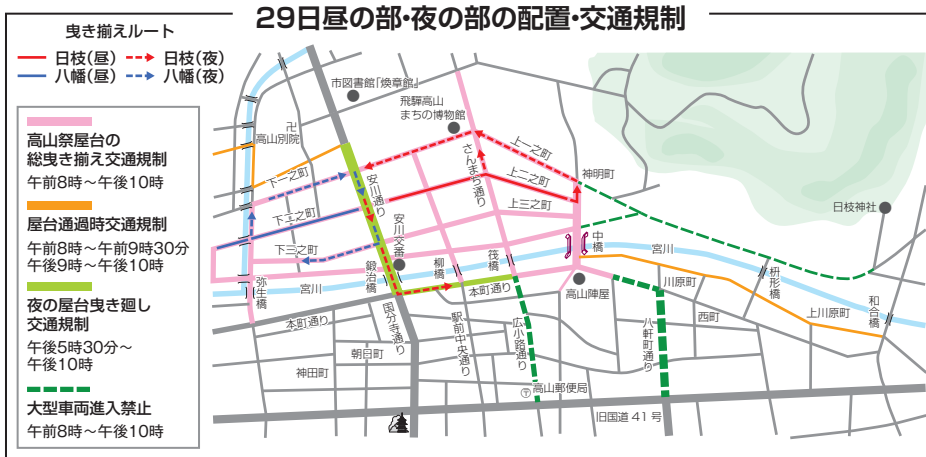 29日昼の部・夜の部の配置・交通規制
曳き揃えルート
日枝(昼)
日枝(夜)
八幡(昼)
八幡(夜)
高山祭屋台の
総曳き揃え交通規制
午前8時～午後10時
屋台通過時交通規制
午前8時～午前9時30分
午後9時～午後10時
夜の屋台曳き廻し
交通規制
午後5時30分～
午後10時
大型車両進入禁止
午前8時～午後10時
市図書館「煥章館」
飛騨高山
まちの博物館
卍
高山別院
下一之町
下二之町
下三之町
安川通り
安川交番
さんまち通り
上一之町
上二之町
上三之町
神明町
日枝神社
中橋
宮川
弥生橋
宮川
鍛冶橋
柳橋
筏橋
本町通り
本町通り
国分寺通り
駅前中央通り
広小路通り
高山陣屋
川原町
西町
八軒町通り
枡形橋
上川原町
和合橋
朝日町
神田町
〒高山郵便局
旧国道41号